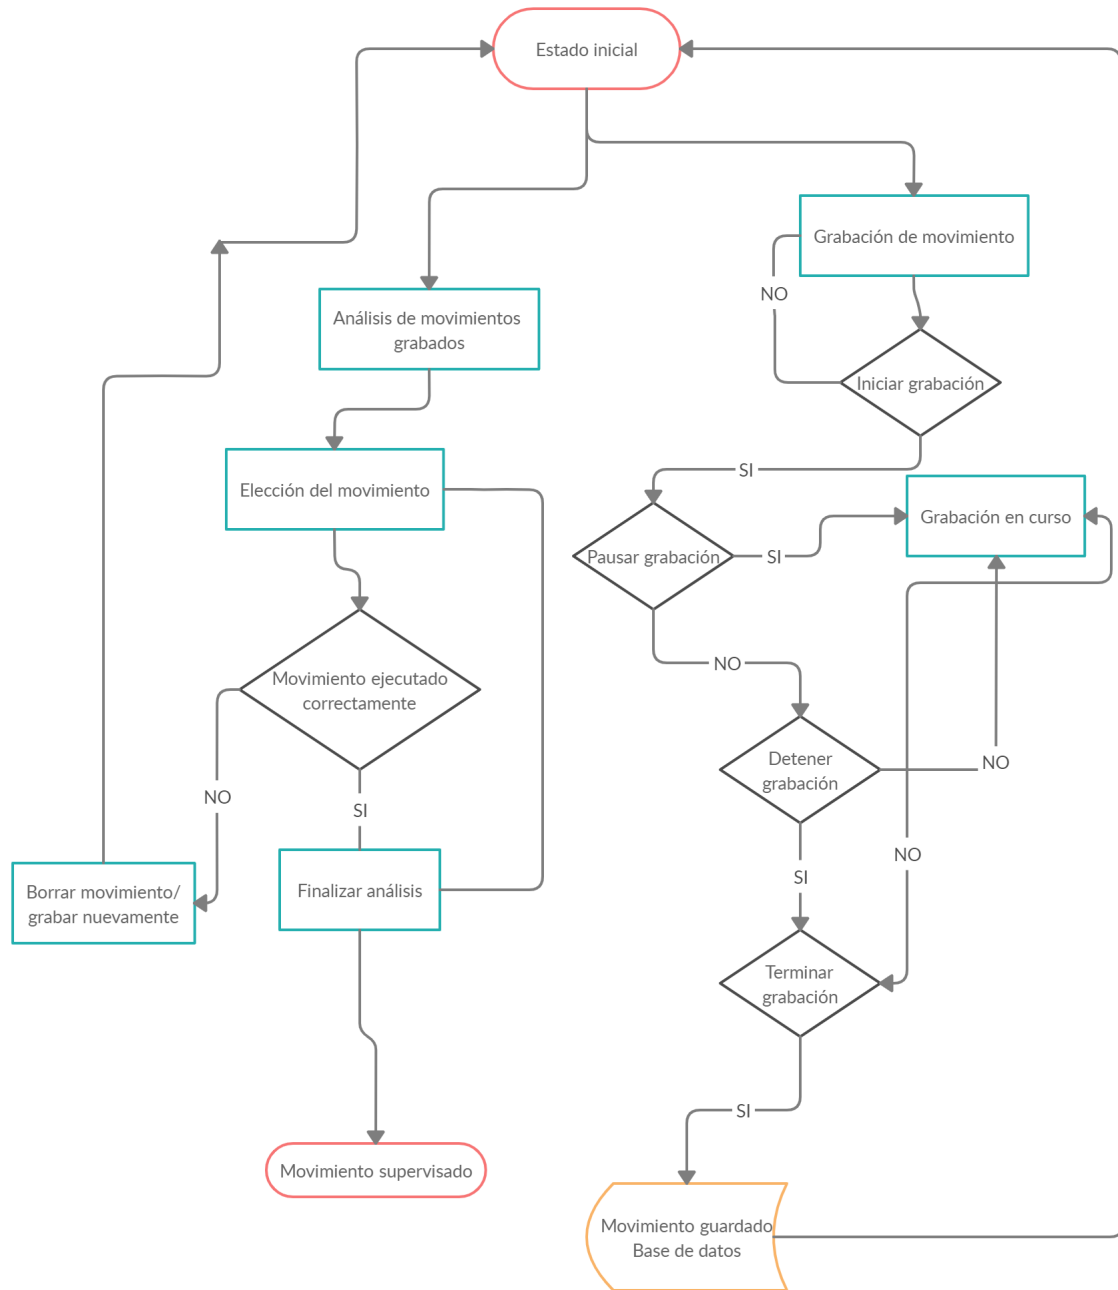 Estado inicial
Grabación de movimiento
NO
Análisis de movimientos
grabados
Iniciar grabación
SI
Elección del movimiento
Grabación en curso
Pausar grabación
SI
NO
Movimiento ejecutado
correctamente
Detener
grabación
NO
NO
SI
NO
SI
Borrar movimiento/
grabar nuevamente
Finalizar análisis
Terminar
grabación
SI
Movimiento supervisado
Movimiento guardado
Base de datos